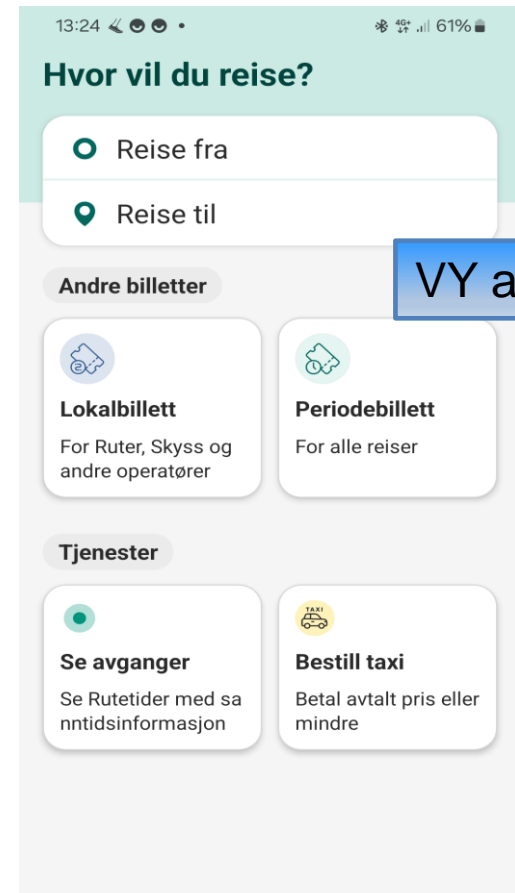 13:24
4G+ 61%
Hvor vil du reise?
Reise fra
Reise til
VY a
Andre billetter
Lokalbillett
For Ruter, Skyss og
andre operatører
Periodebillett
For alle reiser
Tjenester
Se avganger
Se Rutetider med sa
nntidsinformasjon
TAXI
Bestill taxi
Betal avtalt pris eller
mindre